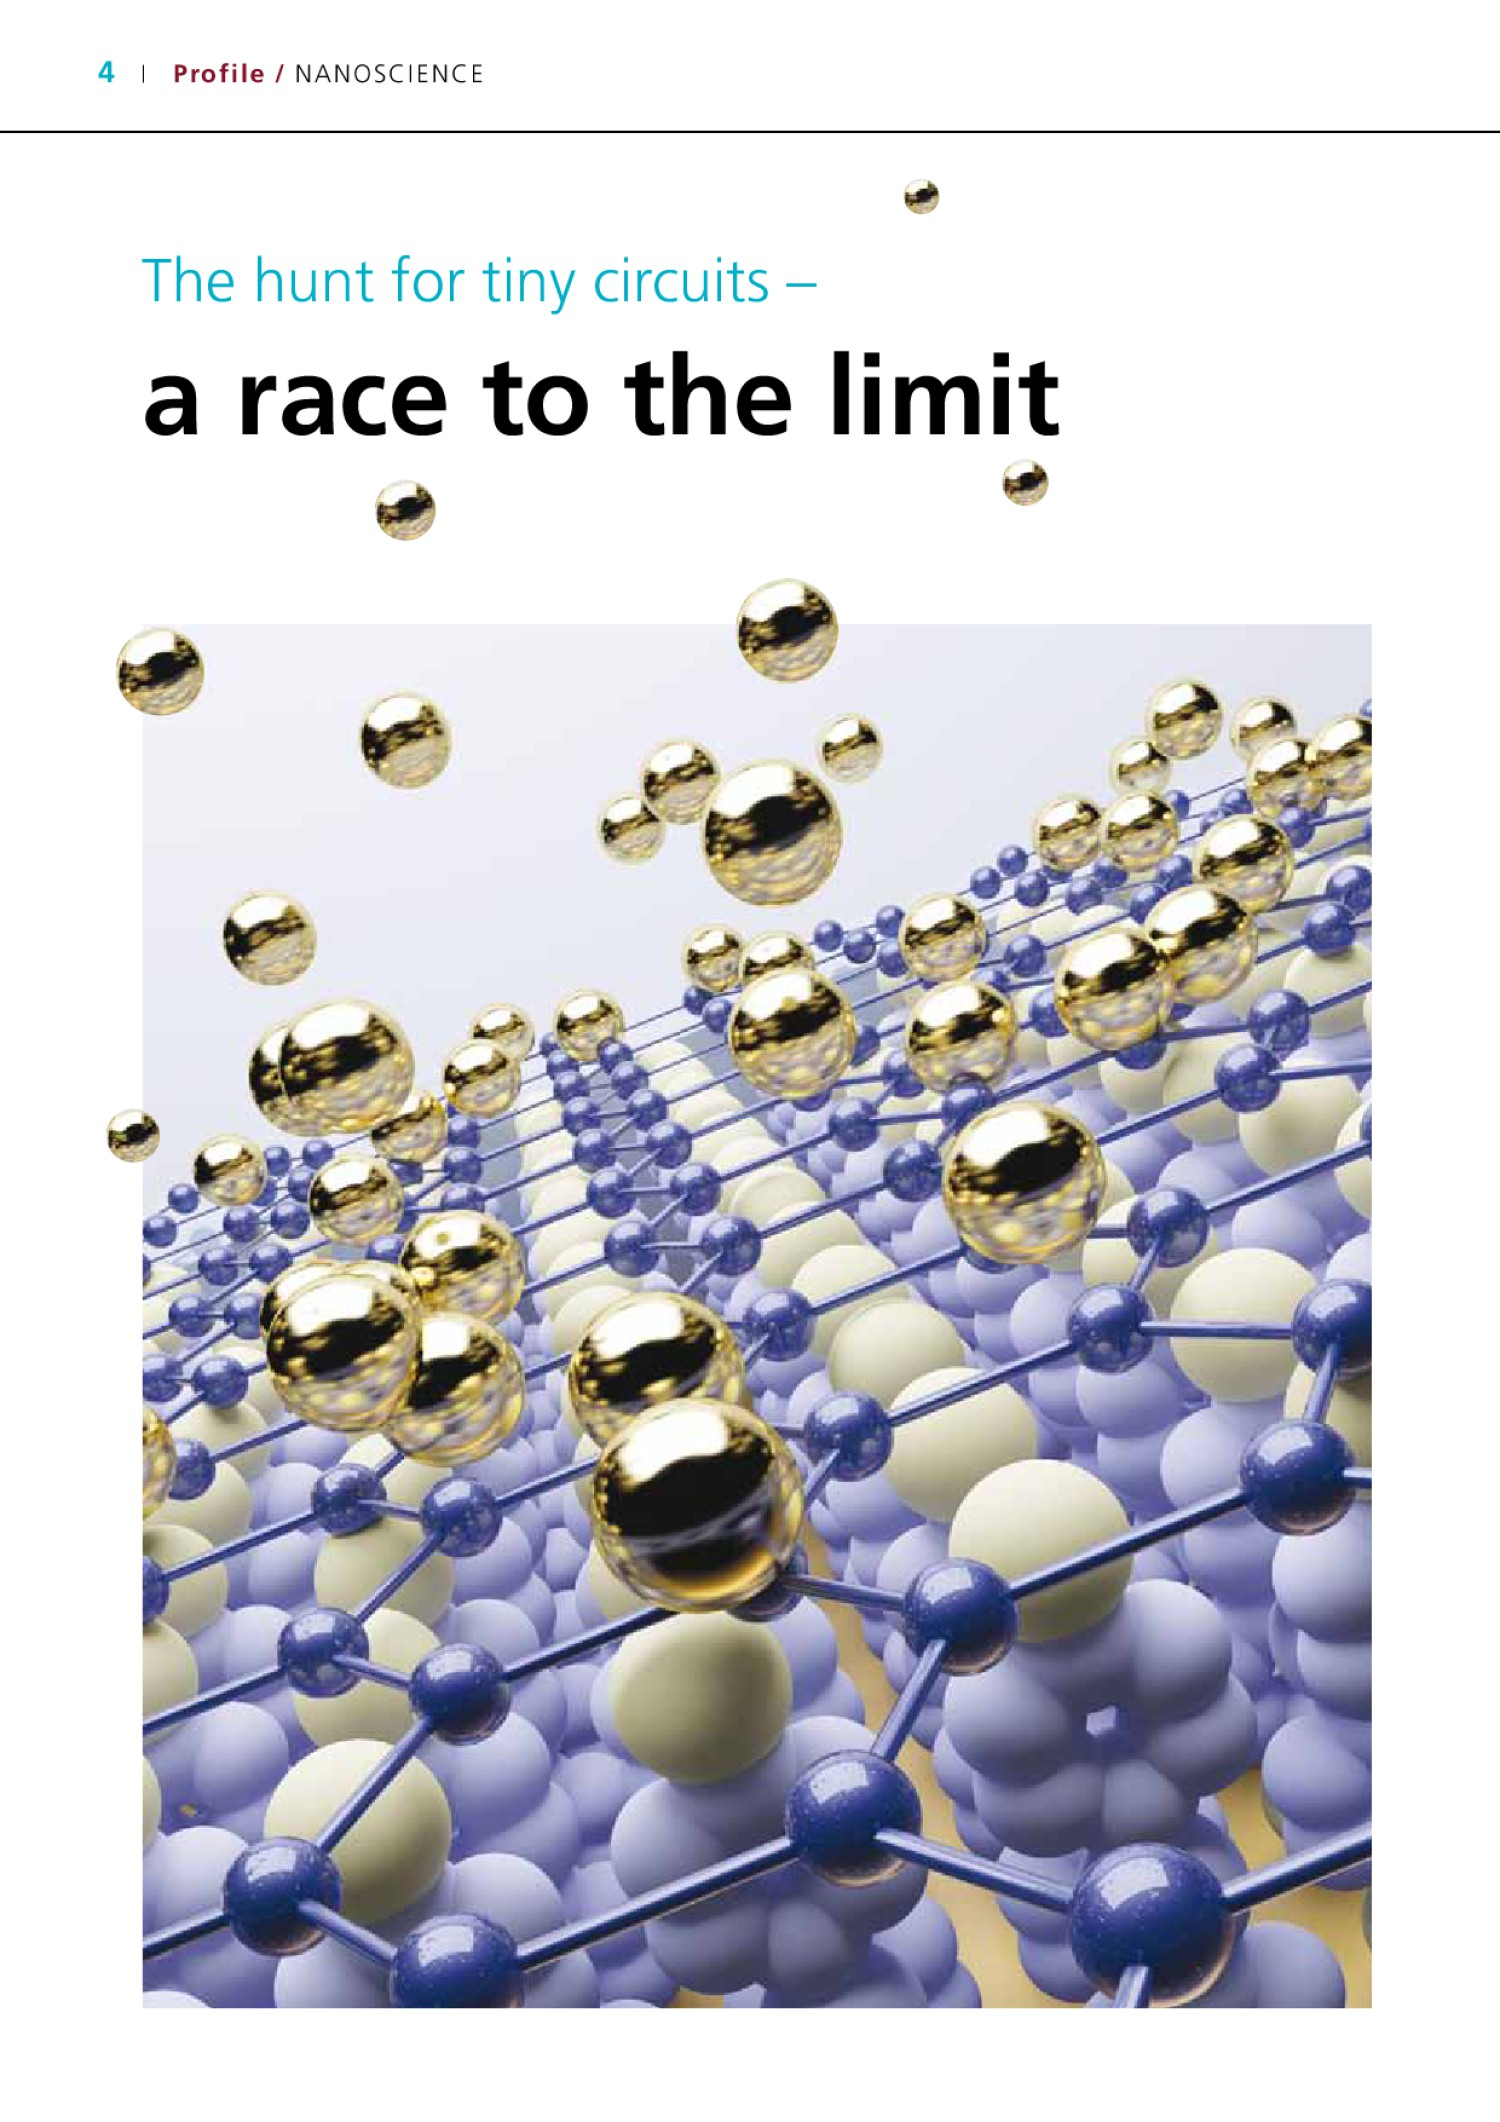 4 | Profile / NANOSCIENCE
The hunt for tiny circuits –
a race to the limit